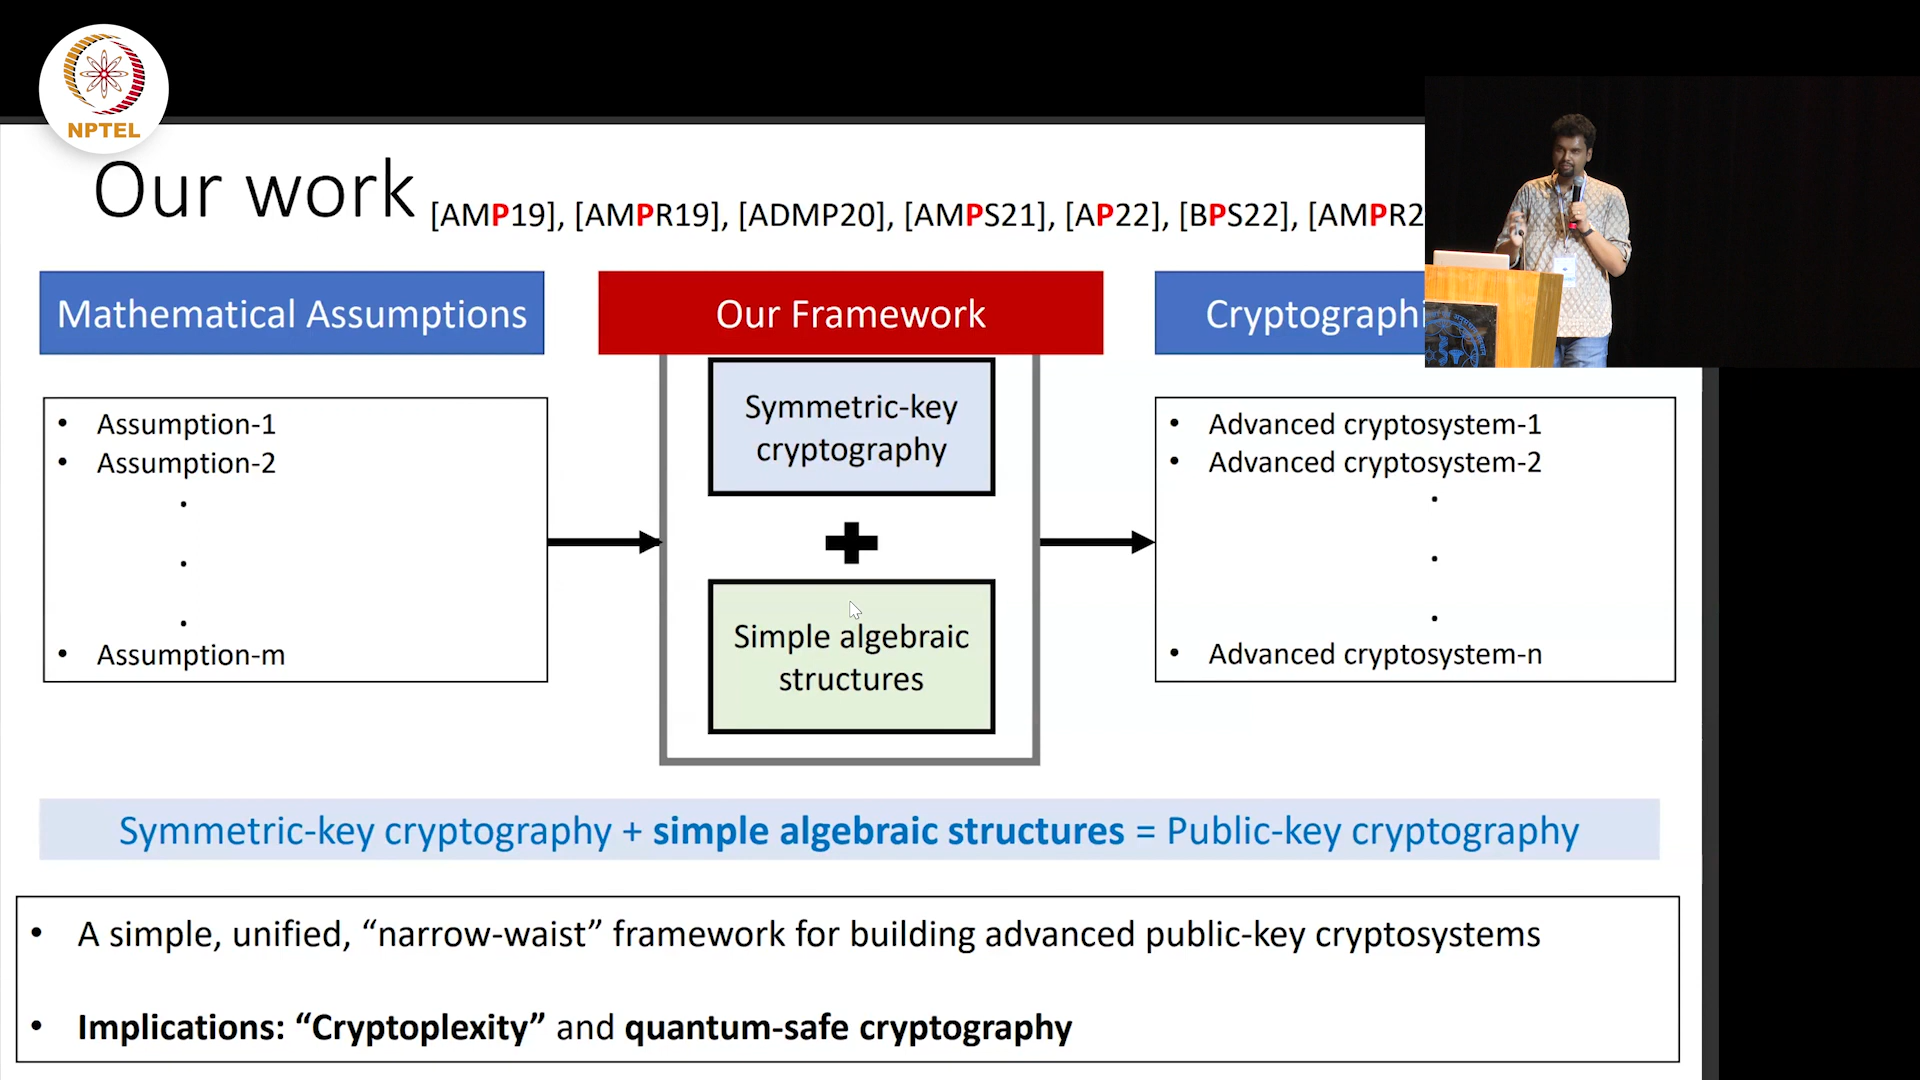 NPTEL
Our work [AMP19], [AMPR19], [ADMP20], [AMPS21], [AP22], [BPS22], [AMPR2
Mathematical Assumptions
Our Framework
Cryptographi
Symmetric-key
cryptography
Simple algebraic
structures
• Assumption-1
• Assumption-2
.
.
.
• Assumption-m
• Advanced cryptosystem-1
• Advanced cryptosystem-2
.
.
.
• Advanced cryptosystem-n
Symmetric-key cryptography + simple algebraic structures = Public-key cryptography
• A simple, unified, “narrow-waist” framework for building advanced public-key cryptosystems
• Implications: “Cryptoplexity” and quantum-safe cryptography